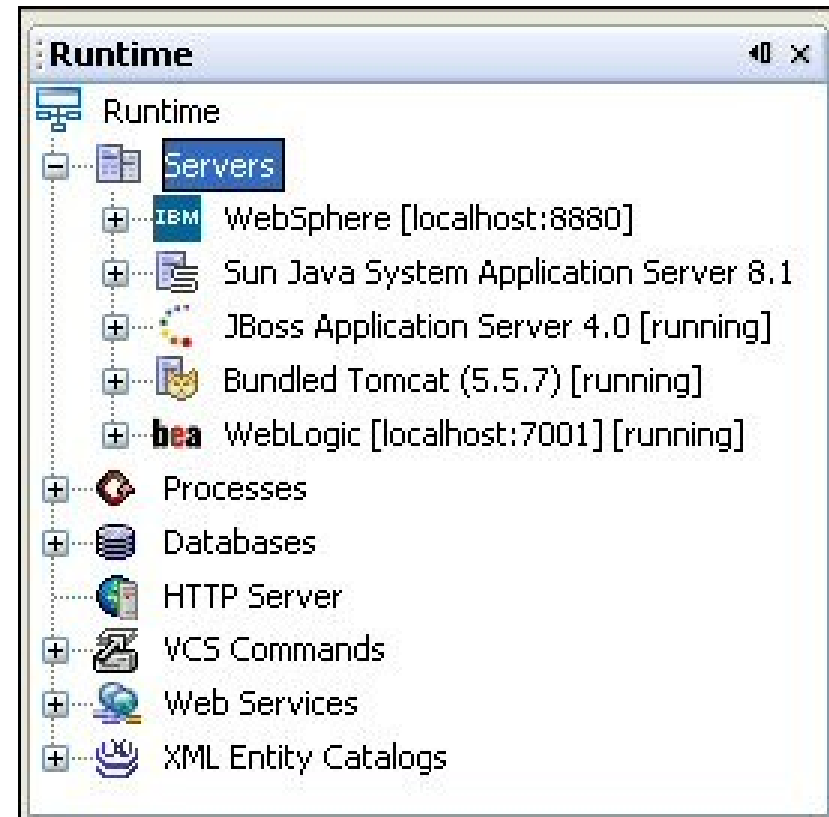 Runtime
Runtime
Servers
IBM WebSphere [localhost:8880]
Sun Java System Application Server 8.1
JBoss Application Server 4.0 [running]
Bundled Tomcat (5.5.7) [running]
bea WebLogic [localhost:7001] [running]
Processes
Databases
HTTP Server
VCS Commands
Web Services
XML Entity Catalogs